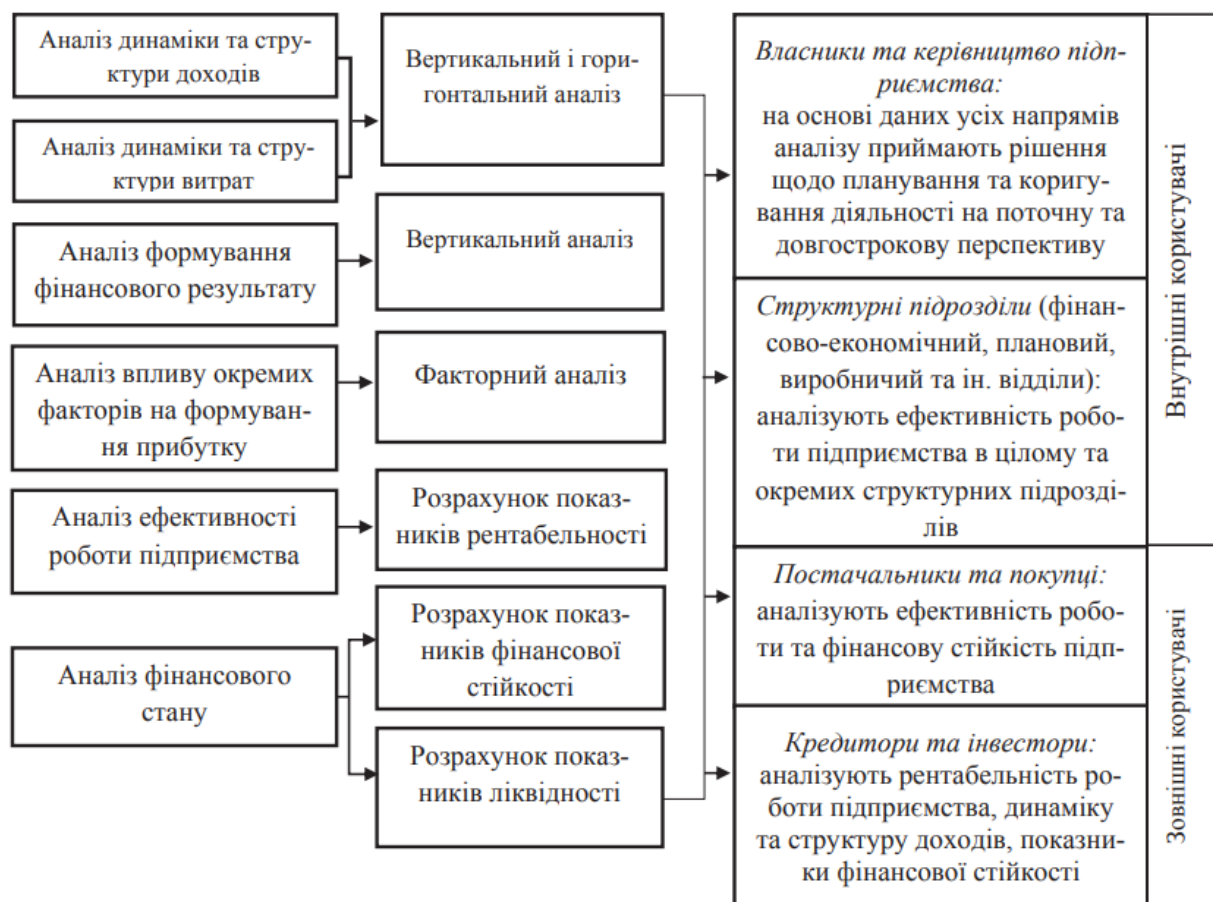 Аналіз динаміки та стру-
ктури доходів
Аналіз динаміки та стру-
ктури витрат
Аналіз формування
фінансового результату
Аналіз впливу окремих
факторів на формуван-
ня прибутку
Аналіз ефективності
роботи підприємства
Аналіз фінансового
стану
Вертикальний і гори-
гонтальний аналіз
Вертикальний аналіз
Факторний аналіз
Розрахунок показ-
ників рентабельності
Розрахунок показ-
ників фінансової
стійкості
Розрахунок показ-
ників ліквідності
Власники та керівництво підп-
риємства:
на основі даних усіх напрямів
аналізу приймають рішення
щодо планування та коригу-
вання діяльності на поточну та
довгострокову перспективу
Структурні підрозділи (фінан-
сово-економічний, плановий,
виробничий та ін. відділи):
аналізують ефективність робо-
ти підприємства в цілому та
окремих структурних підрозді-
лів
Постачальники та покупці:
аналізують ефективність робо-
ти та фінансову стійкість підп-
риємства
Кредитори та інвестори:
аналізують рентабельність ро-
боти підприємства, динаміку
та структуру доходів, показни-
ки фінансової стійкості
Внутрішні користувачі
Зовнішні користувачі